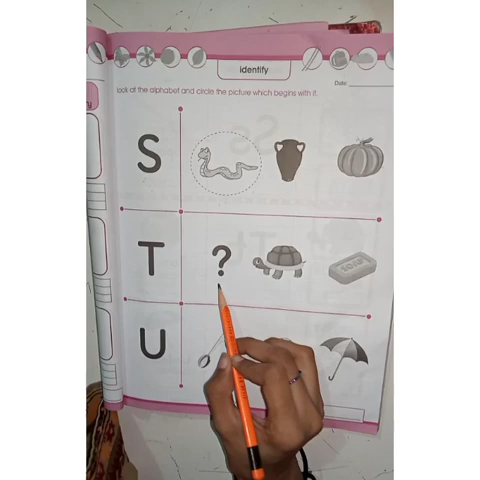 identify
Date:
look at the alphabet and circle the picture which begins with it.
S
T
?
U